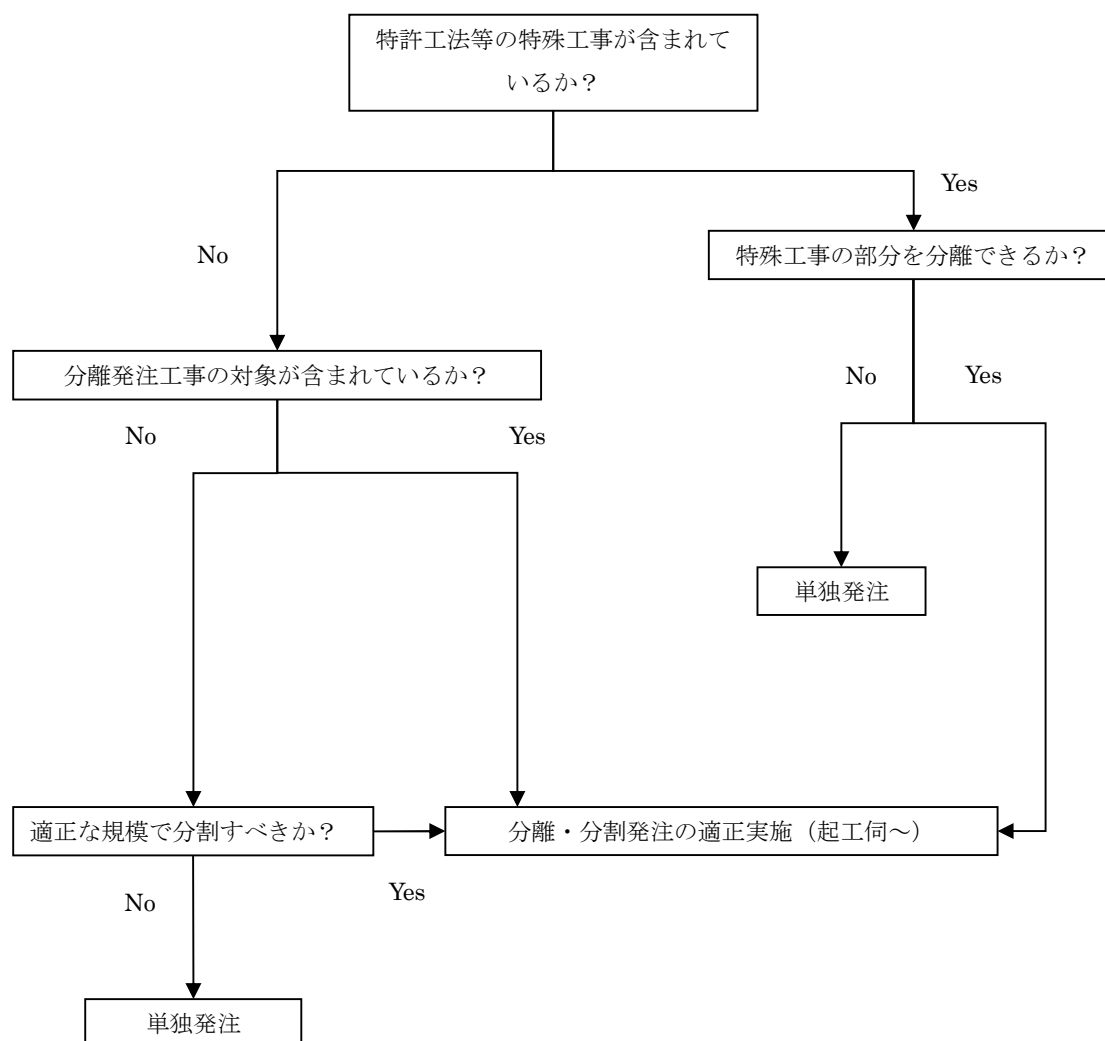 特許工法等の特殊工事が含まれて
いるか?
Yes
No
特殊工事の部分を分離できるか?
分離発注工事の対象が含まれているか?
No
Yes
No
Yes
単独発注
適正な規模で分割すべきか?
分離・分割発注の適正実施(起工伺~)
No
Yes
単独発注